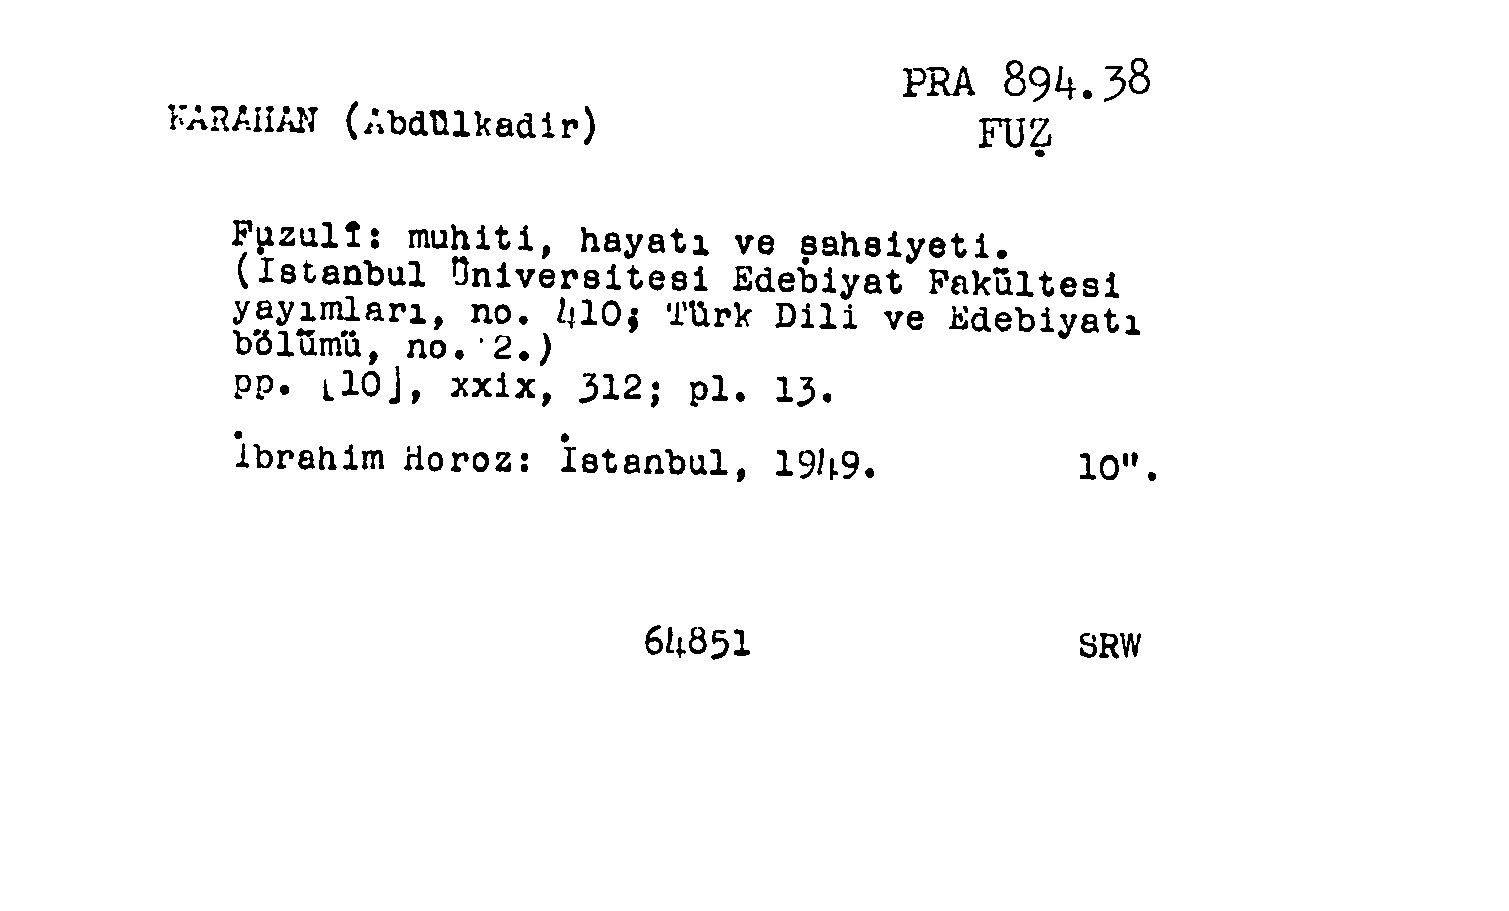 PRA 894.38
KARAHAN (Abdülkadir)
FUẒ
Fuzulî: muhiti, hayatı ve şahsiyeti.
(İstanbul Üniversitesi Edebiyat Fakültesi
yayımları, no. 410; Türk Dili ve Edebiyatı
bölümü, no. 2.)
pp. [10], xxix, 312; pl. 13.
İbrahim Horoz: İstanbul, 1949. 10".
64851 SRW